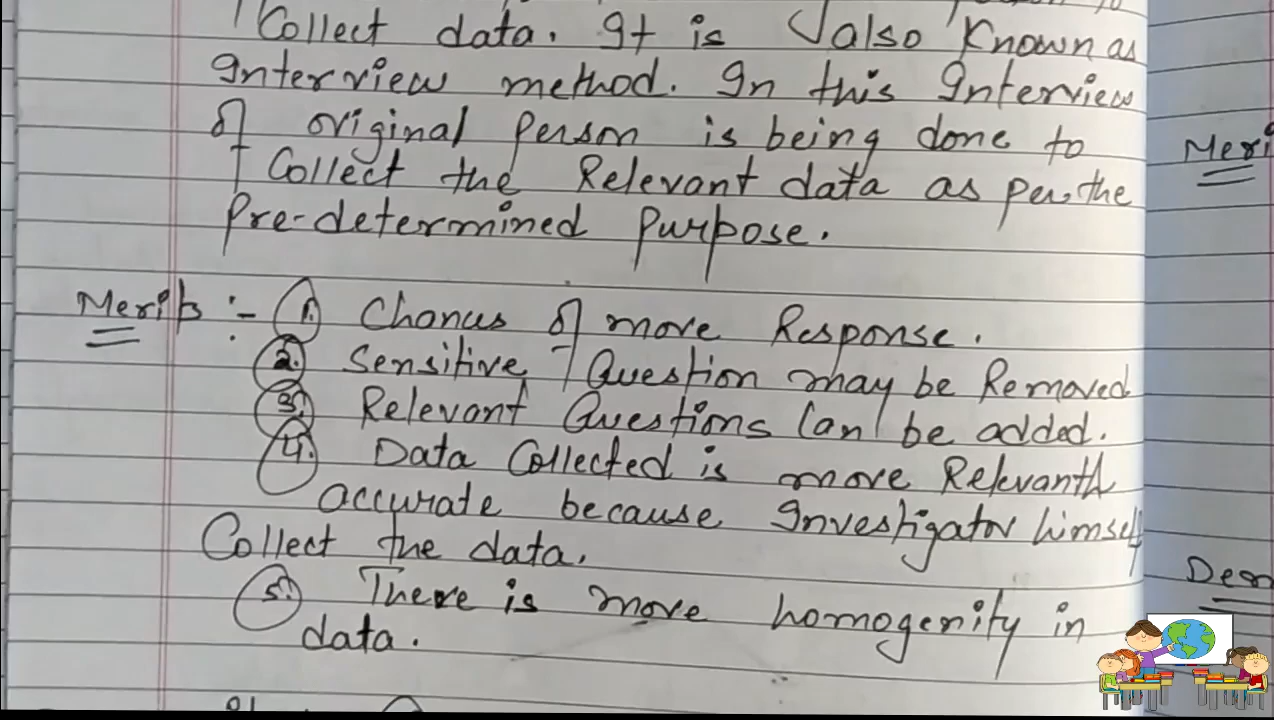 Collect data. It is also known as
Interview method. In this Interview
of original person is being done to
Collect the Relevant data as per the
Pre-determined Purpose.
Merits :- 1. Chances of more Response.
2. Sensitive Question may be Removed
3. Relevant Questions Can be added.
4. Data Collected is more Relevant &
accurate because Investigator himself
Collect the data.
5. There is more homogenity in
data.
Meri
Dem